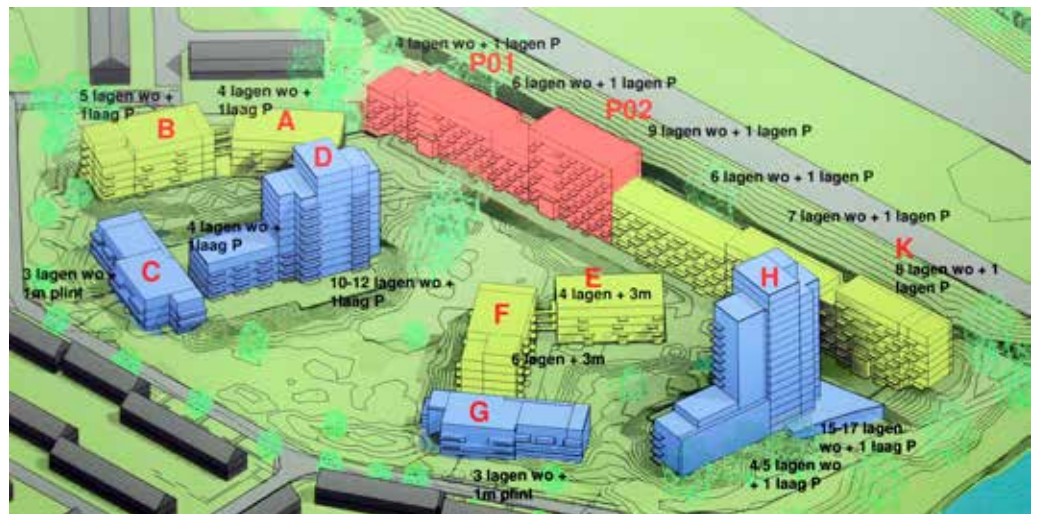 4 lagen wo + 1 lagen P
P01
6 lagen wo + 1 lagen P
P02
5 lagen wo +
1laag P
4 lagen wo +
1laag P
B
A
9 lagen wo + 1 lagen P
D
6 lagen wo + 1 lagen P
7 lagen wo + 1 lagen P
4 lagen wo +
1laag P
K
C
3 lagen wo +
1m plint
8 lagen wo + 1
lagen P
10-12 lagen wo +
1laag P
H
E
4 lagen + 3m
F
6 lagen + 3m
G
15-17 lagen
wo + 1 laag P
4/5 lagen wo
+ 1 laag P
3 lagen wo +
1m plint